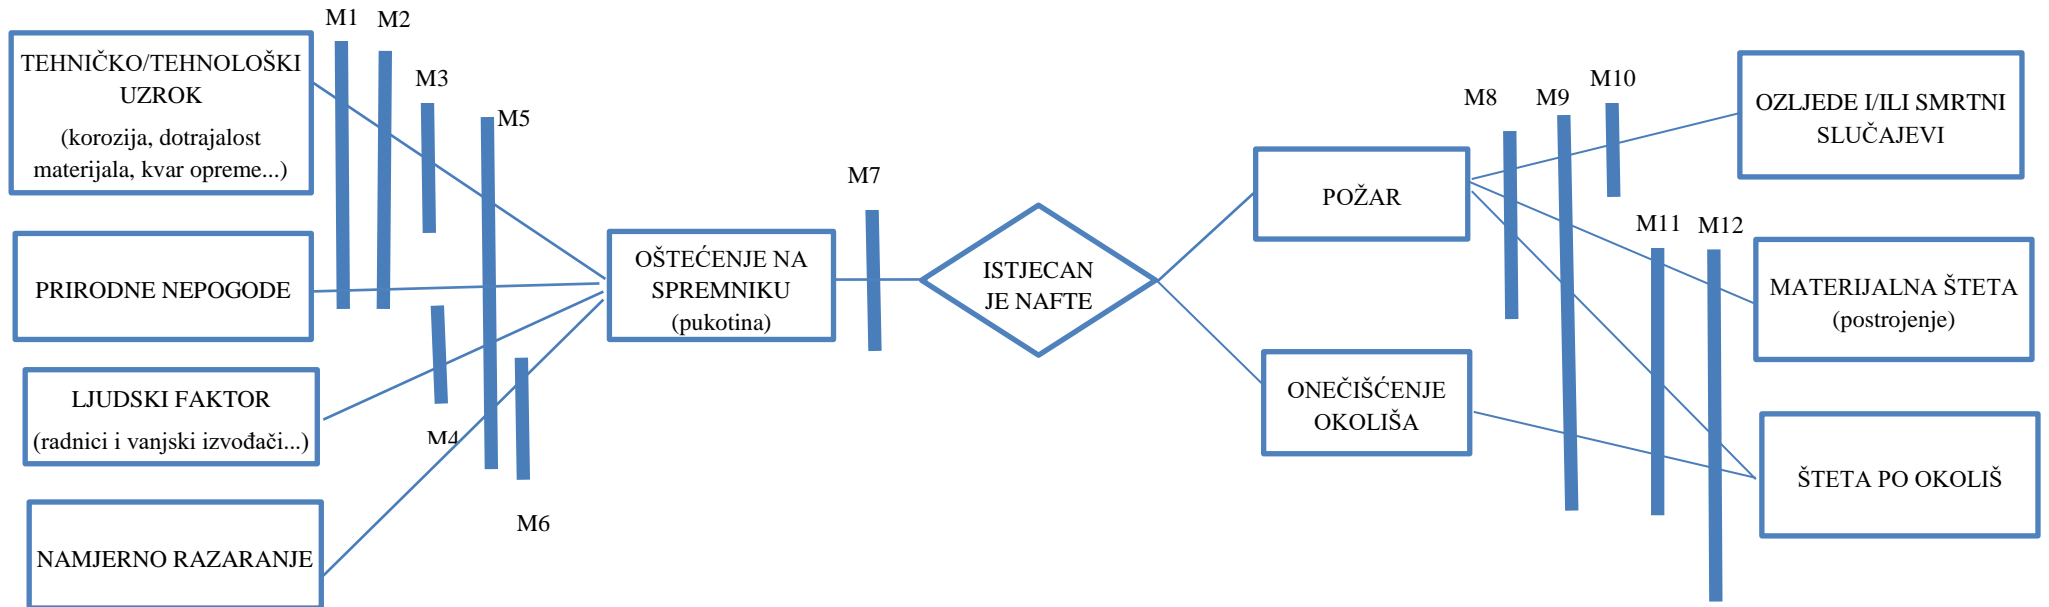 M1
M2
M3
M5
TEHNIČKO/TEHNOLOŠKI
UZROK
(korozija, dotrajalost
materijala, kvar opreme...)
PRIRODNE NEPOGODE
LJUDSKI FAKTOR
(radnici i vanjski izvođači...)
M4
M6
NAMJERNO RAZARANJE
OŠTEĆENJE NA
SPREMNIKU
(pukotina)
M7
ISTJECAN
JE NAFTE
POŽAR
ONEČIŠĆENJE
OKOLIŠA
M8
M9
M10
M11
M12
OZLJEDE I/ILI SMRTNI
SLUČAJEVI
MATERIJALNA ŠTETA
(postrojenje)
ŠTETA PO OKOLIŠ